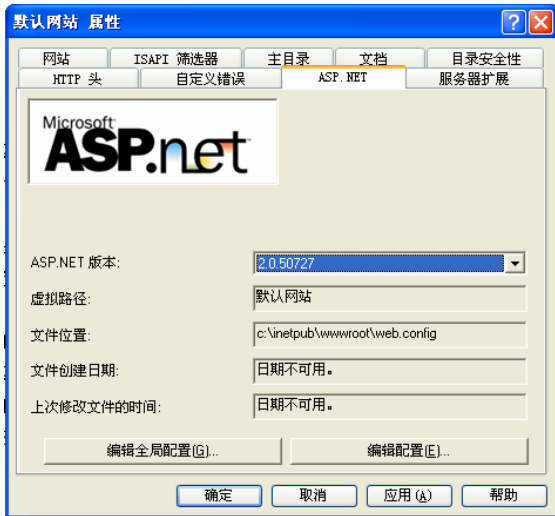 默认网站 属性
网站 ISAPI 筛选器 主目录 文档 目录安全性
HTTP 头 自定义错误 ASP.NET 服务器扩展
Microsoft
ASP.net
ASP.NET 版本: 2.0.50727
虚拟路径: 默认网站
文件位置: c:\inetpub\wwwroot\web.config
文件创建日期: 日期不可用。
上次修改文件的时间: 日期不可用。
编辑全局配置(G)... 编辑配置(E)...
确定 取消 应用(A) 帮助